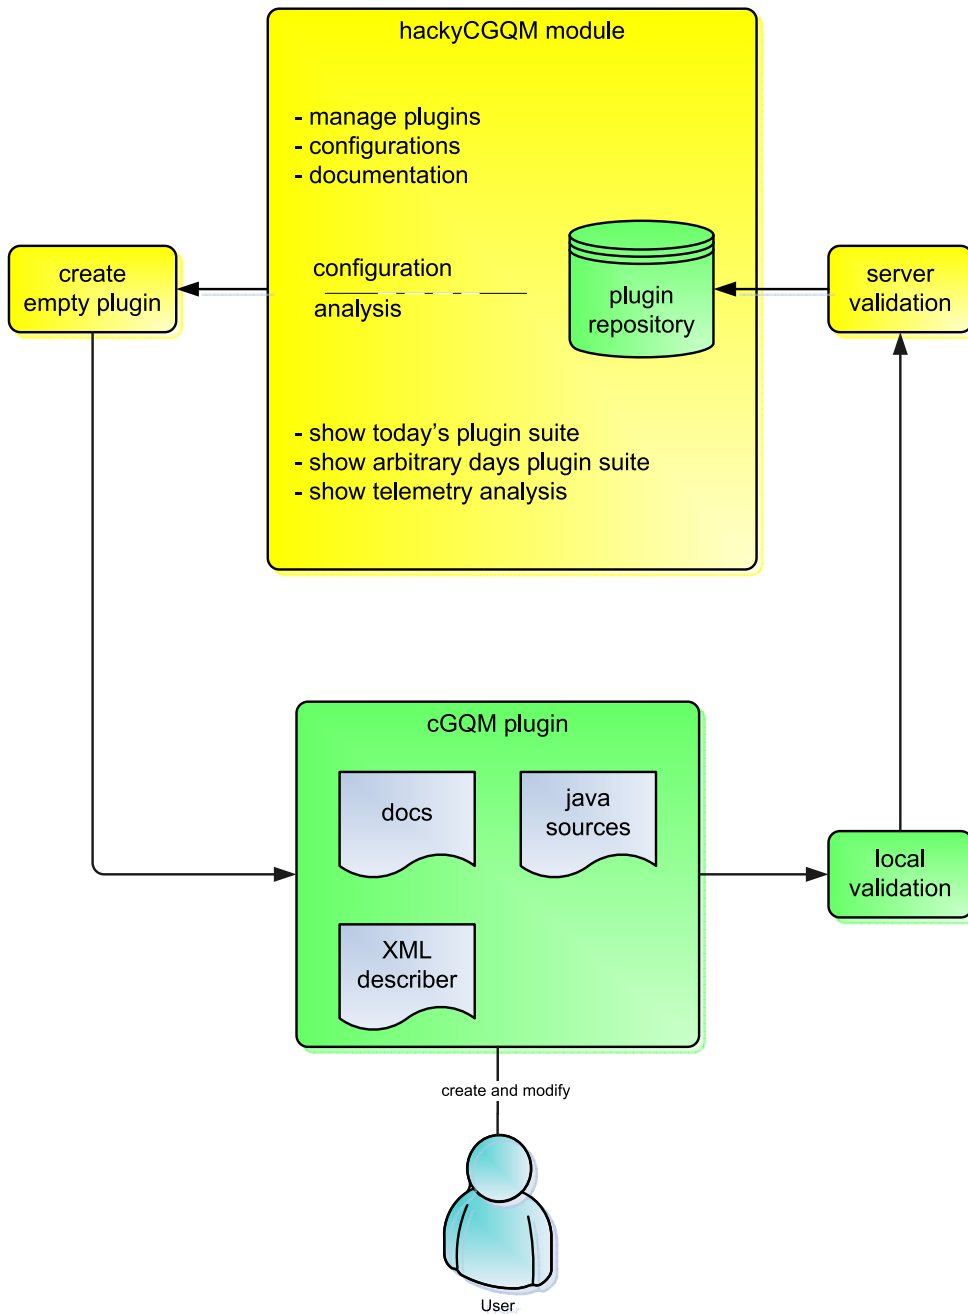 hackyCGQM module
- manage plugins
- configurations
- documentation
configuration
analysis
plugin
repository
- show today's plugin suite
- show arbitrary days plugin suite
- show telemetry analysis
create
empty plugin
server
validation
cGQM plugin
docs
java
sources
XML
describer
local
validation
create and modify
User